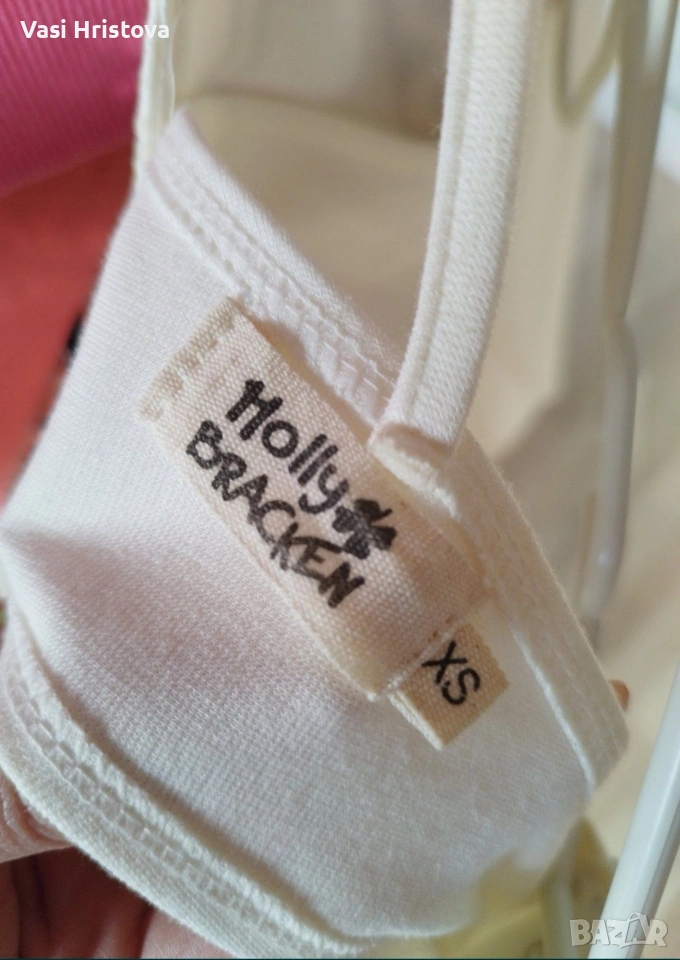 Vasi Hristova
Holly
BRACKEN
XS
BAZAR